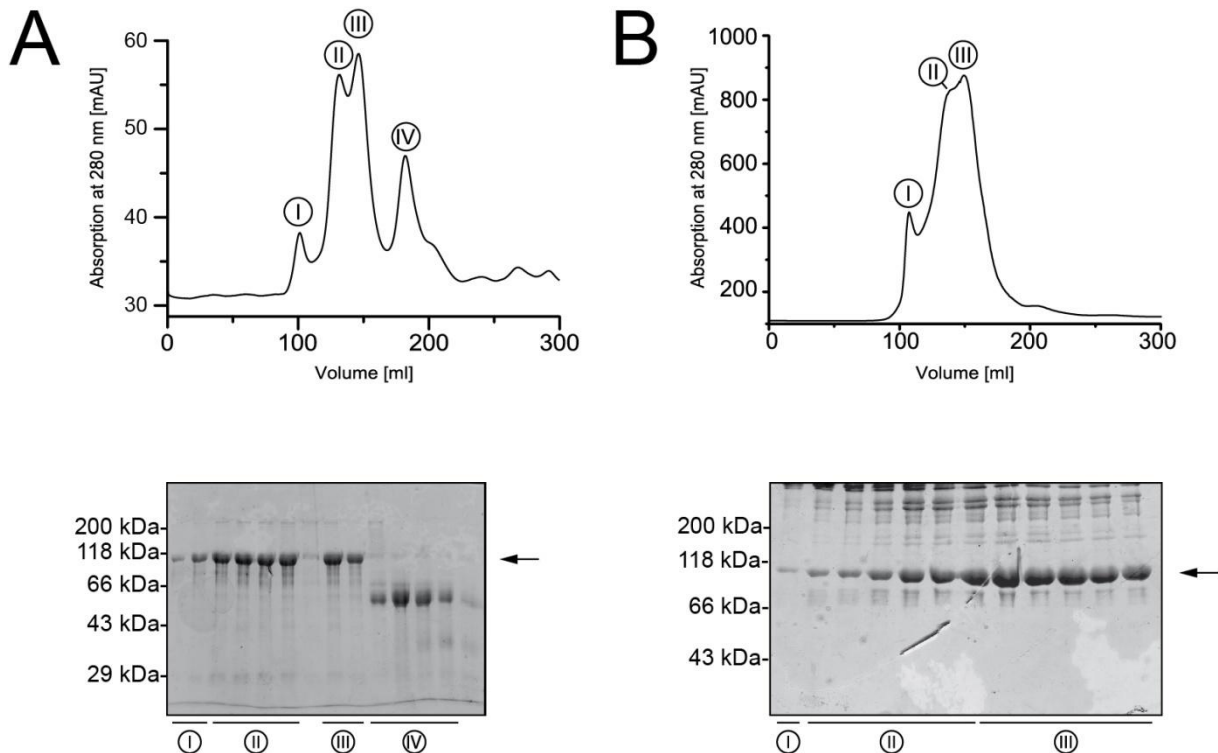 A
Absorption at 280 nm [mAU]
60
50
40
30
I
II
III
IV
0
100
200
300
Volume [ml]
200 kDa-
118 kDa-
66 kDa-
43 kDa-
29 kDa-
I
II
III
IV
B
Absorption at 280 nm [mAU]
1000
800
600
400
200
I
II
III
0
100
200
300
Volume [ml]
200 kDa-
118 kDa-
66 kDa-
43 kDa-
I
II
III